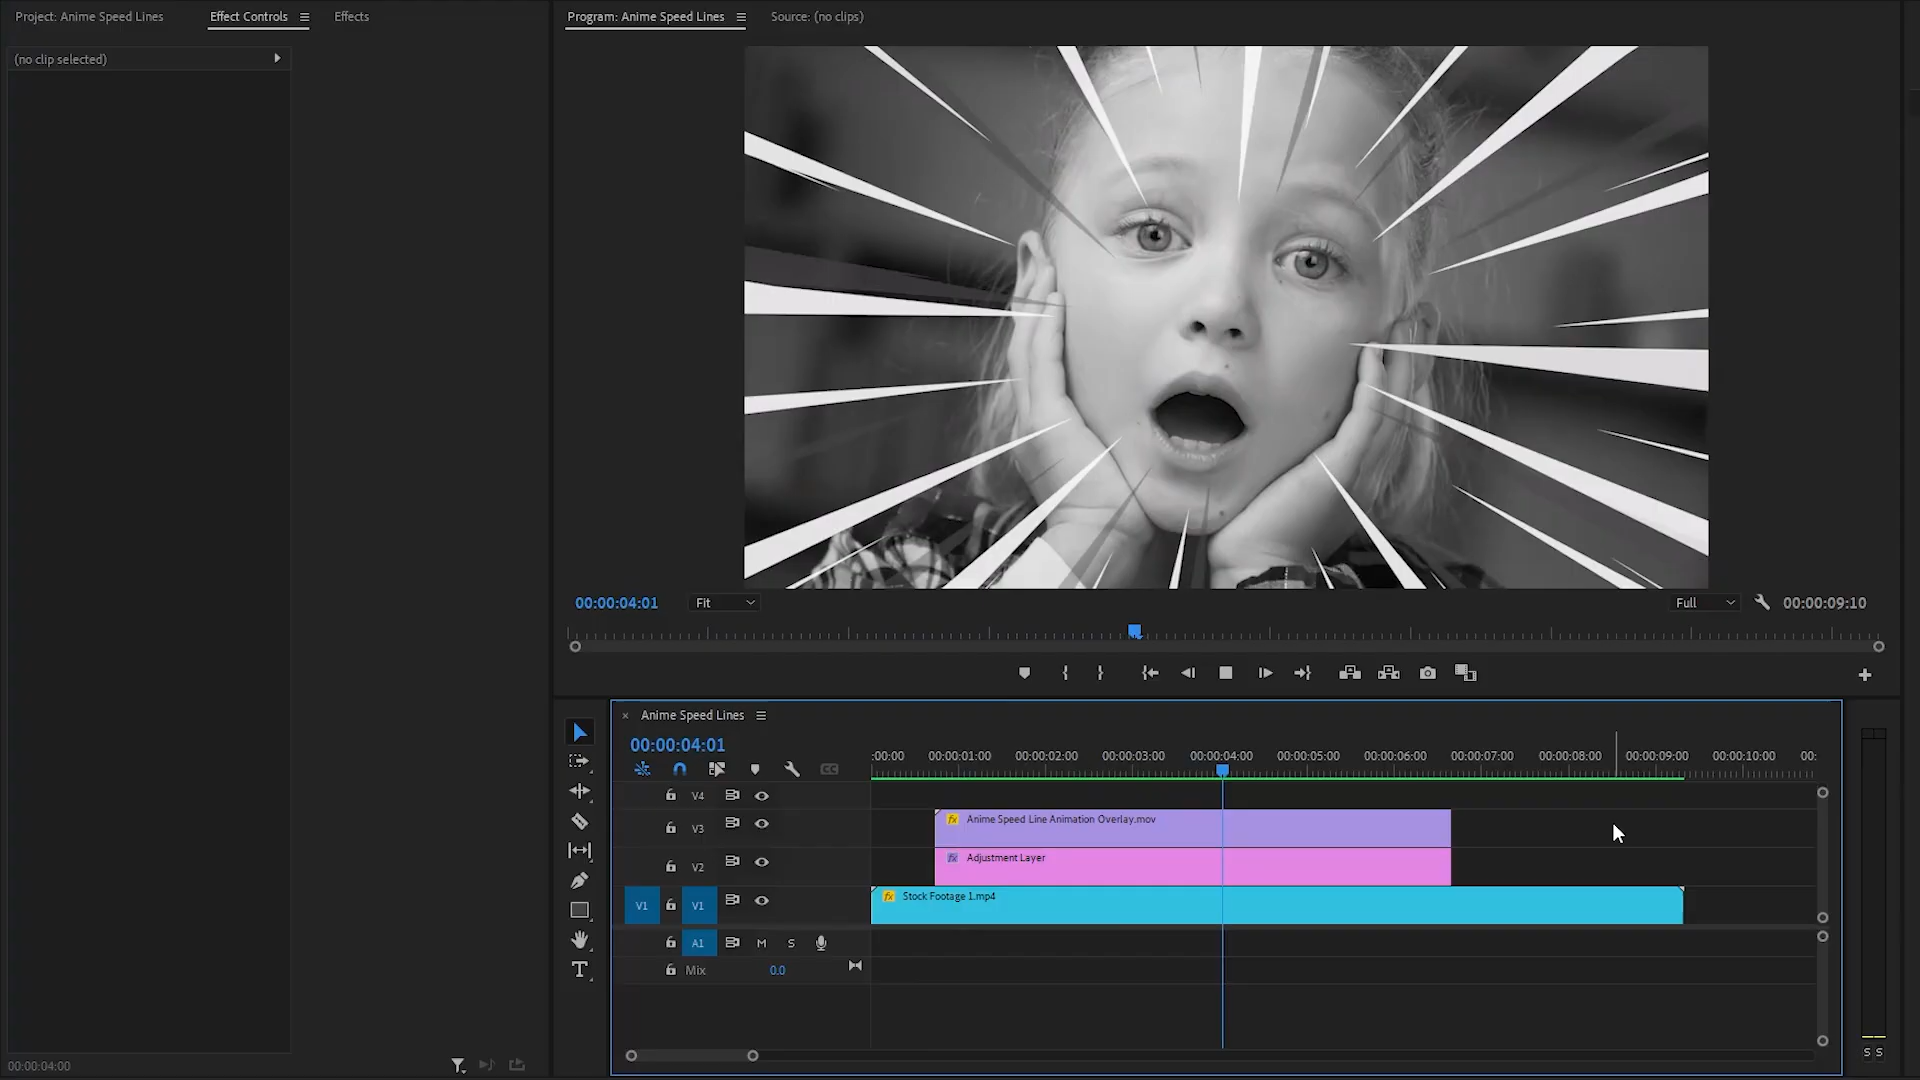 Project: Anime Speed Lines
Effect Controls
Effects
Program: Anime Speed Lines
Source: (no clips)
(no clip selected)
00:00:04:01
Fit
Full
00:00:09:10
Anime Speed Lines
00:00:04:01
:00:00 00:00:01:00 00:00:02:00 00:00:03:00 00:00:04:00 00:00:05:00 00:00:06:00 00:00:07:00 00:00:08:00 00:00:09:00 00:00:10:00 00:
CC
V4
V3
Anime Speed Line Animation Overlay.mov
fx
V2
fx
Adjustment Layer
V1
V1
fx
Stock Footage 1.mp4
A1
M
S
Mix
0.0
T
00:00:04:00
S S